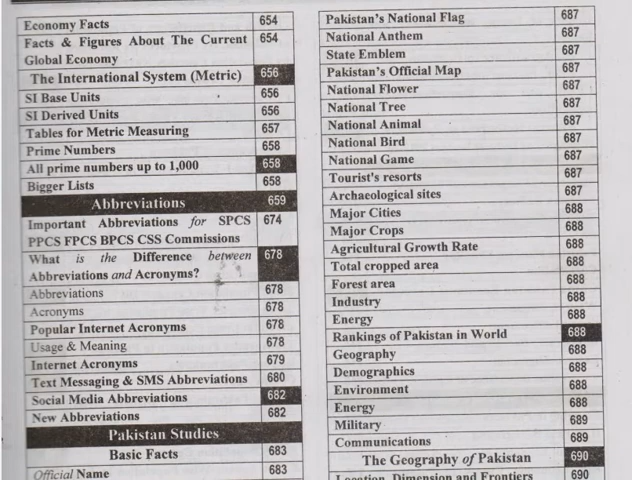 Economy Facts 654
Facts & Figures About The Current 654
Global Economy
The International System (Metric) 656
SI Base Units 656
SI Derived Units 656
Tables for Metric Measuring 657
Prime Numbers 658
All prime numbers up to 1,000 658
Bigger Lists 658
Abbreviations 659
Important Abbreviations for SPCS 674
PPCS FPCS BPCS CSS Commissions
What is the Difference between 678
Abbreviations and Acronyms?
Abbreviations 678
Acronyms 678
Popular Internet Acronyms 678
Usage & Meaning 678
Internet Acronyms 679
Text Messaging & SMS Abbreviations 680
Social Media Abbreviations 682
New Abbreviations 682
Pakistan Studies
Basic Facts 683
Official Name 683
Pakistan's National Flag 687
National Anthem 687
State Emblem 687
Pakistan's Official Map 687
National Flower 687
National Tree 687
National Animal 687
National Bird 687
National Game 687
Tourist's resorts 687
Archaeological sites 687
Major Cities 688
Major Crops 688
Agricultural Growth Rate 688
Total cropped area 688
Forest area 688
Industry 688
Energy 688
Rankings of Pakistan in World 688
Geography 688
Demographics 688
Environment 688
Energy 688
Military 689
Communications 689
The Geography of Pakistan 690
Location, Dimension and Frontiers 690